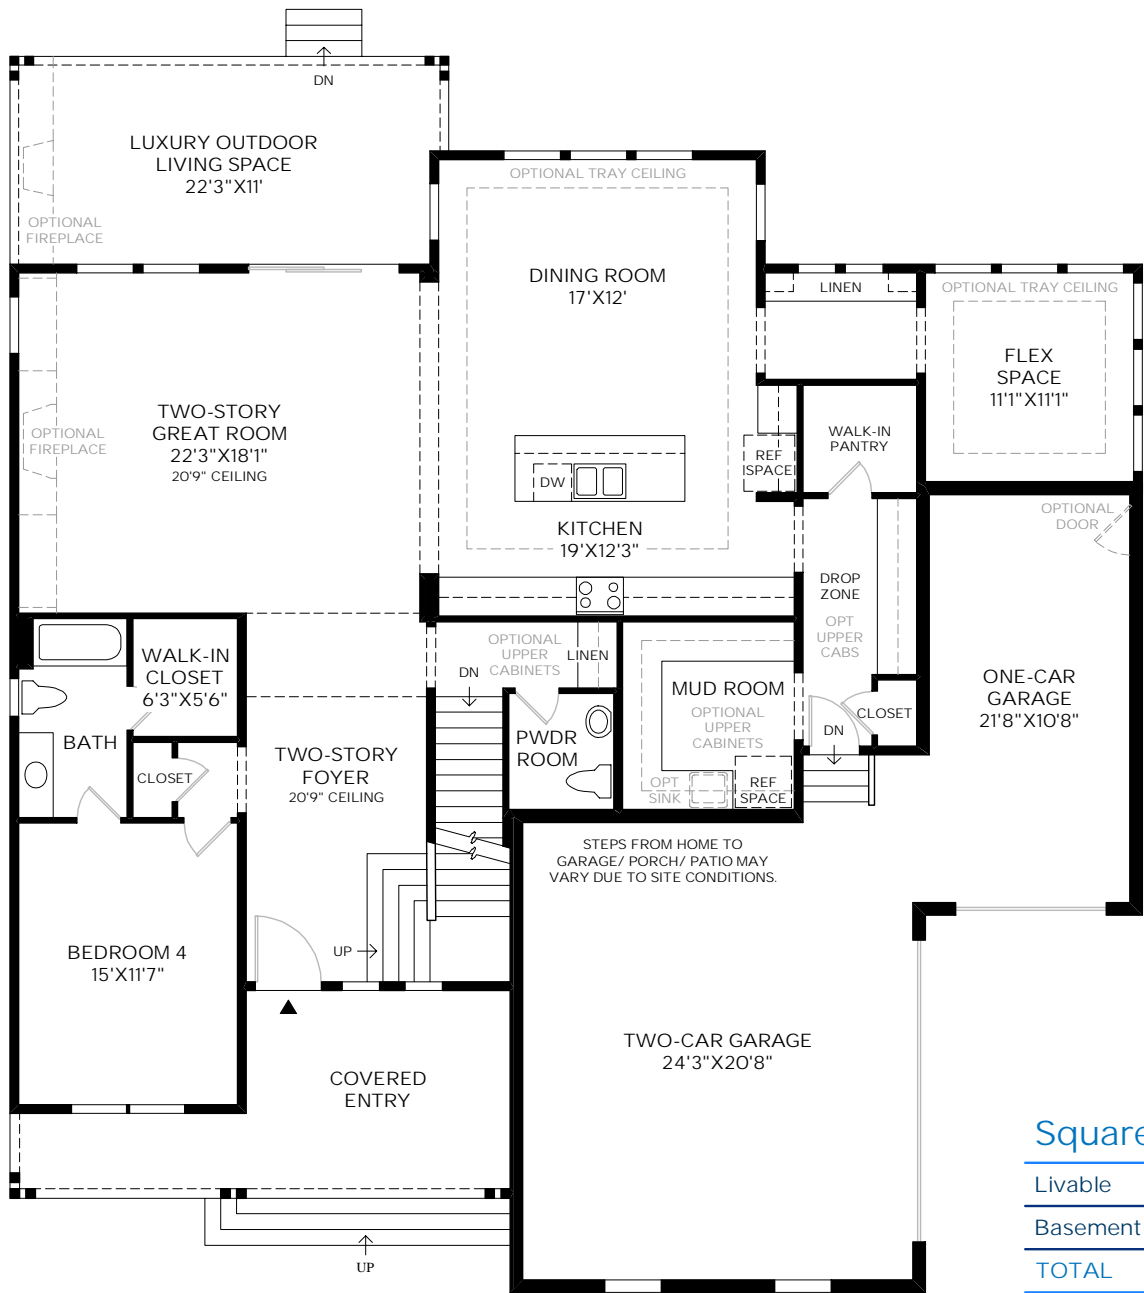 DN
LUXURY OUTDOOR
LIVING SPACE
22'3"X11'
OPTIONAL
FIREPLACE
OPTIONAL TRAY CEILING
DINING ROOM
17'X12'
LINEN
OPTIONAL TRAY CEILING
FLEX
SPACE
11'1"X11'1"
TWO-STORY
GREAT ROOM
22'3"X18'1"
20'9" CEILING
OPTIONAL
FIREPLACE
DW
REF
SPACE
WALK-IN
PANTRY
KITCHEN
19'X12'3"
OPTIONAL
DOOR
DROP
ZONE
OPT
UPPER
CABS
WALK-IN
CLOSET
6'3"X5'6"
BATH
CLOSET
OPTIONAL
UPPER
CABINETS
LINEN
DN
PWDR
ROOM
MUD ROOM
OPTIONAL
UPPER
CABINETS
OPT
SINK
REF
SPACE
CLOSET
DN
ONE-CAR
GARAGE
21'8"X10'8"
TWO-STORY
FOYER
20'9" CEILING
STEPS FROM HOME TO
GARAGE/ PORCH/ PATIO MAY
VARY DUE TO SITE CONDITIONS.
BEDROOM 4
15'X11'7"
UP
TWO-CAR GARAGE
24'3"X20'8"
COVERED
ENTRY
UP
Square
Livable
Basement
TOTAL